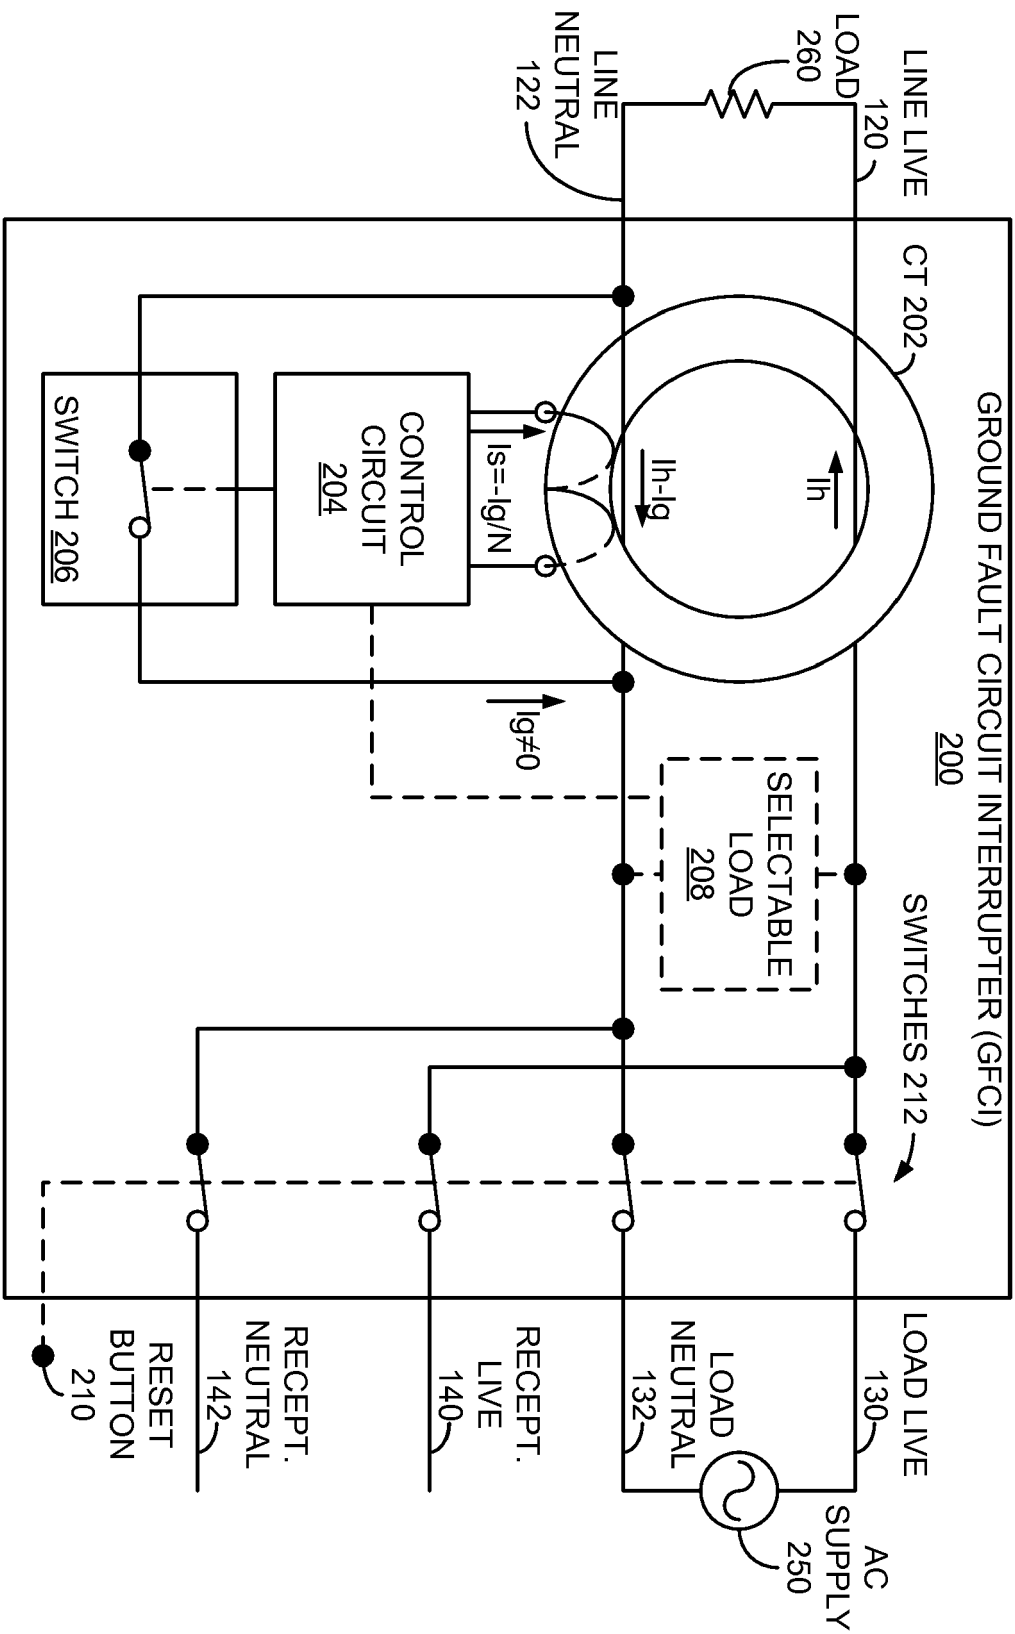 GROUND FAULT CIRCUIT INTERRUPTER (GFCI)
200
LINE LIVE
120
LOAD
260
LINE
NEUTRAL
122
CT 202
Ih
Ih-Ig
Is=-Ig/N
CONTROL
CIRCUIT
204
SWITCH 206
Ig≠0
SELECTABLE
LOAD
208
SWITCHES 212
LOAD LIVE
130
AC
SUPPLY
250
LOAD
NEUTRAL
132
RECEPT.
LIVE
140
RECEPT.
NEUTRAL
142
RESET
BUTTON
210